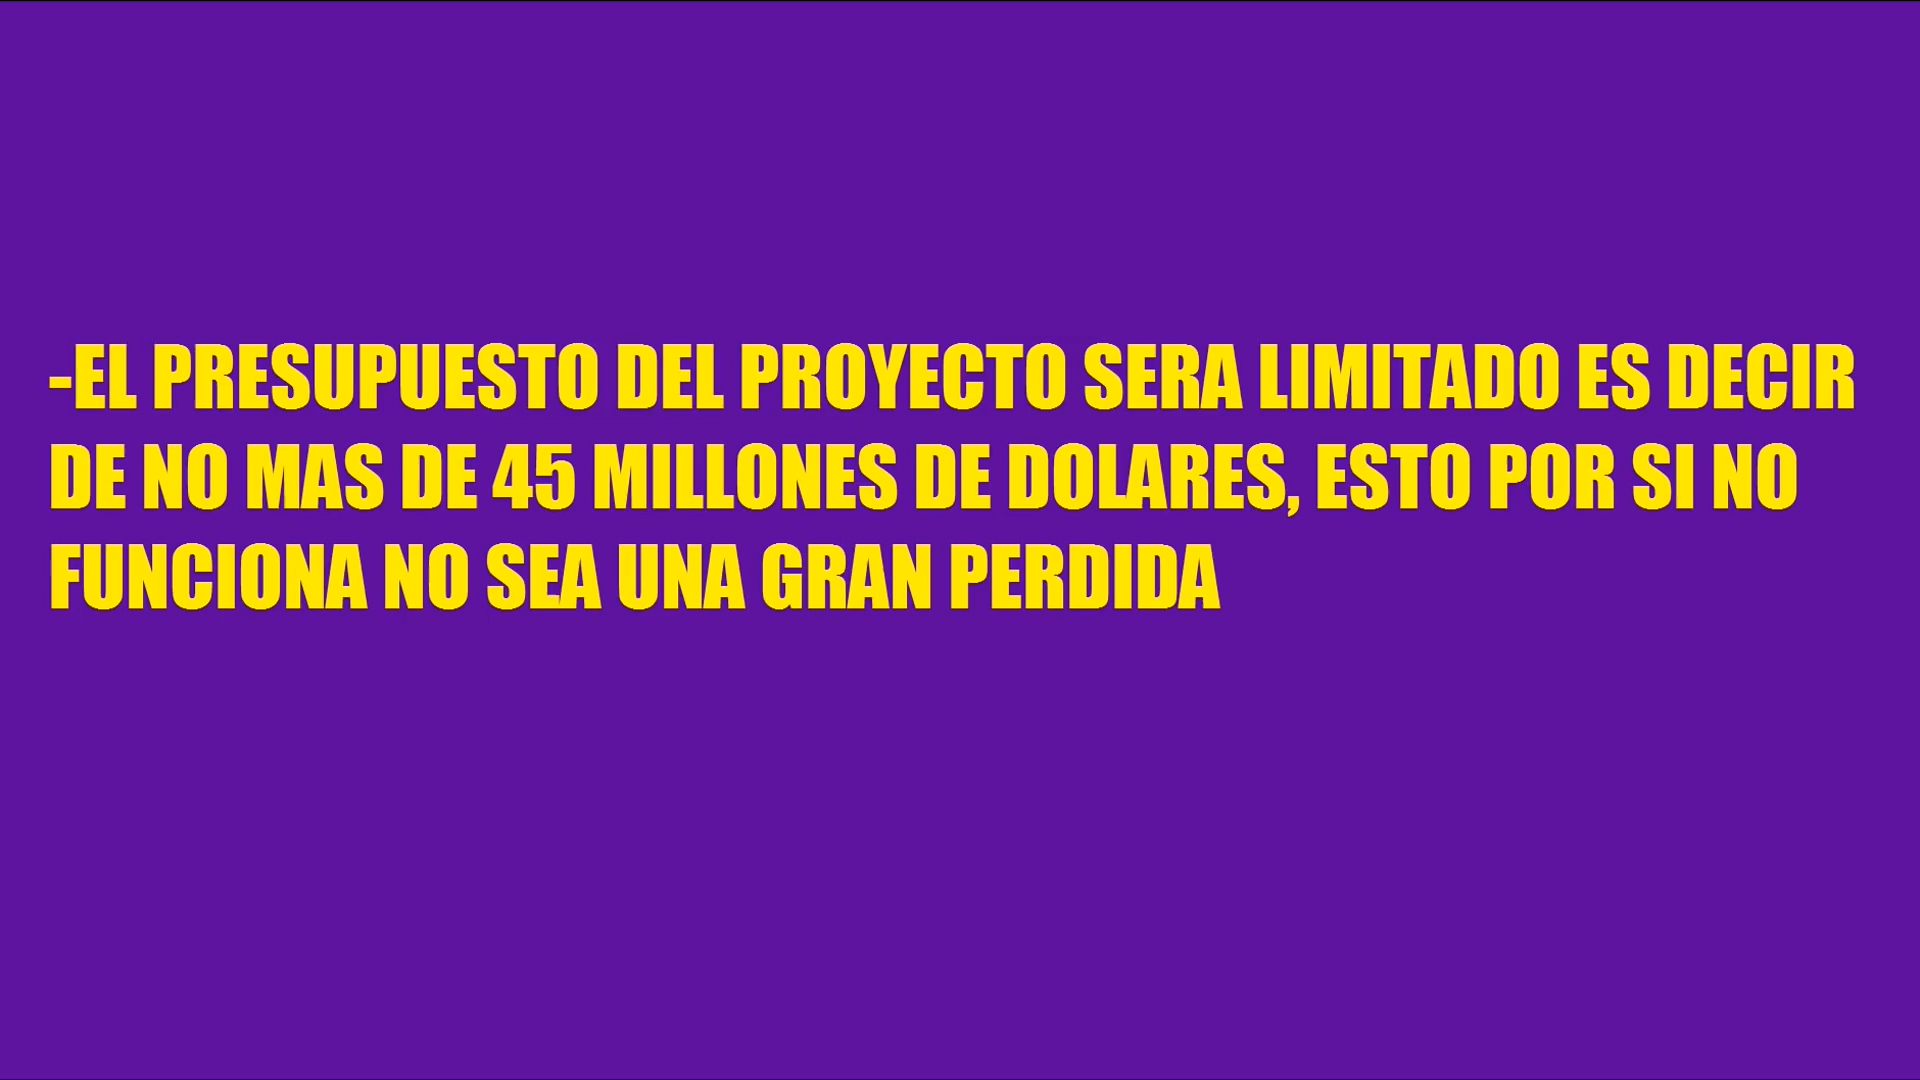 -EL PRESUPUESTO DEL PROYECTO SERA LIMITADO ES DECIR
DE NO MAS DE 45 MILLONES DE DOLARES, ESTO POR SI NO
FUNCIONA NO SEA UNA GRAN PERDIDA